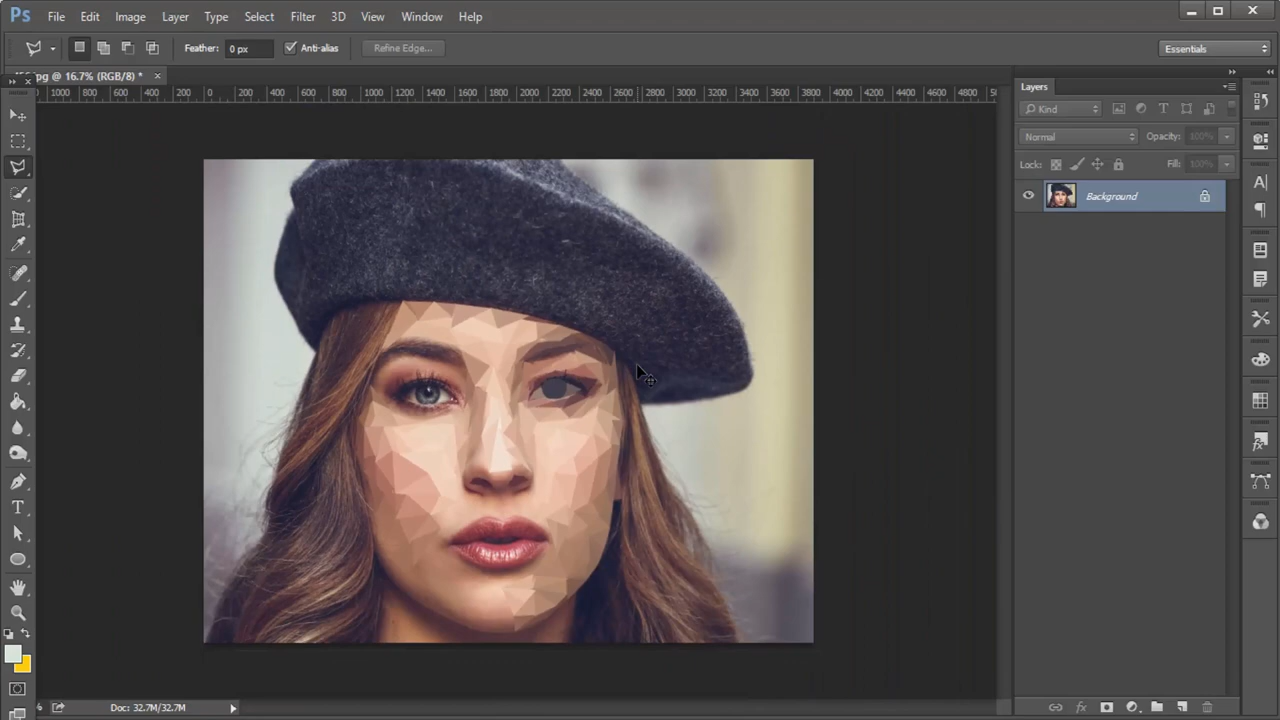 Ps File Edit Image Layer Type Select Filter 3D View Window Help
Feather: 0 px Anti-alias Refine Edge... Essentials
.jpg @ 16.7% (RGB/8) * ×
1000 800 600 400 200 0 200 400 600 800 1000 1200 1400 1600 1800 2000 2200 2400 2600 2800 3000 3200 3400 3600 3800 4000 4200 4400 4600 4800
Layers
Kind
Normal Opacity: 100%
Lock: Fill: 100%
Background
Doc: 32.7M/32.7M